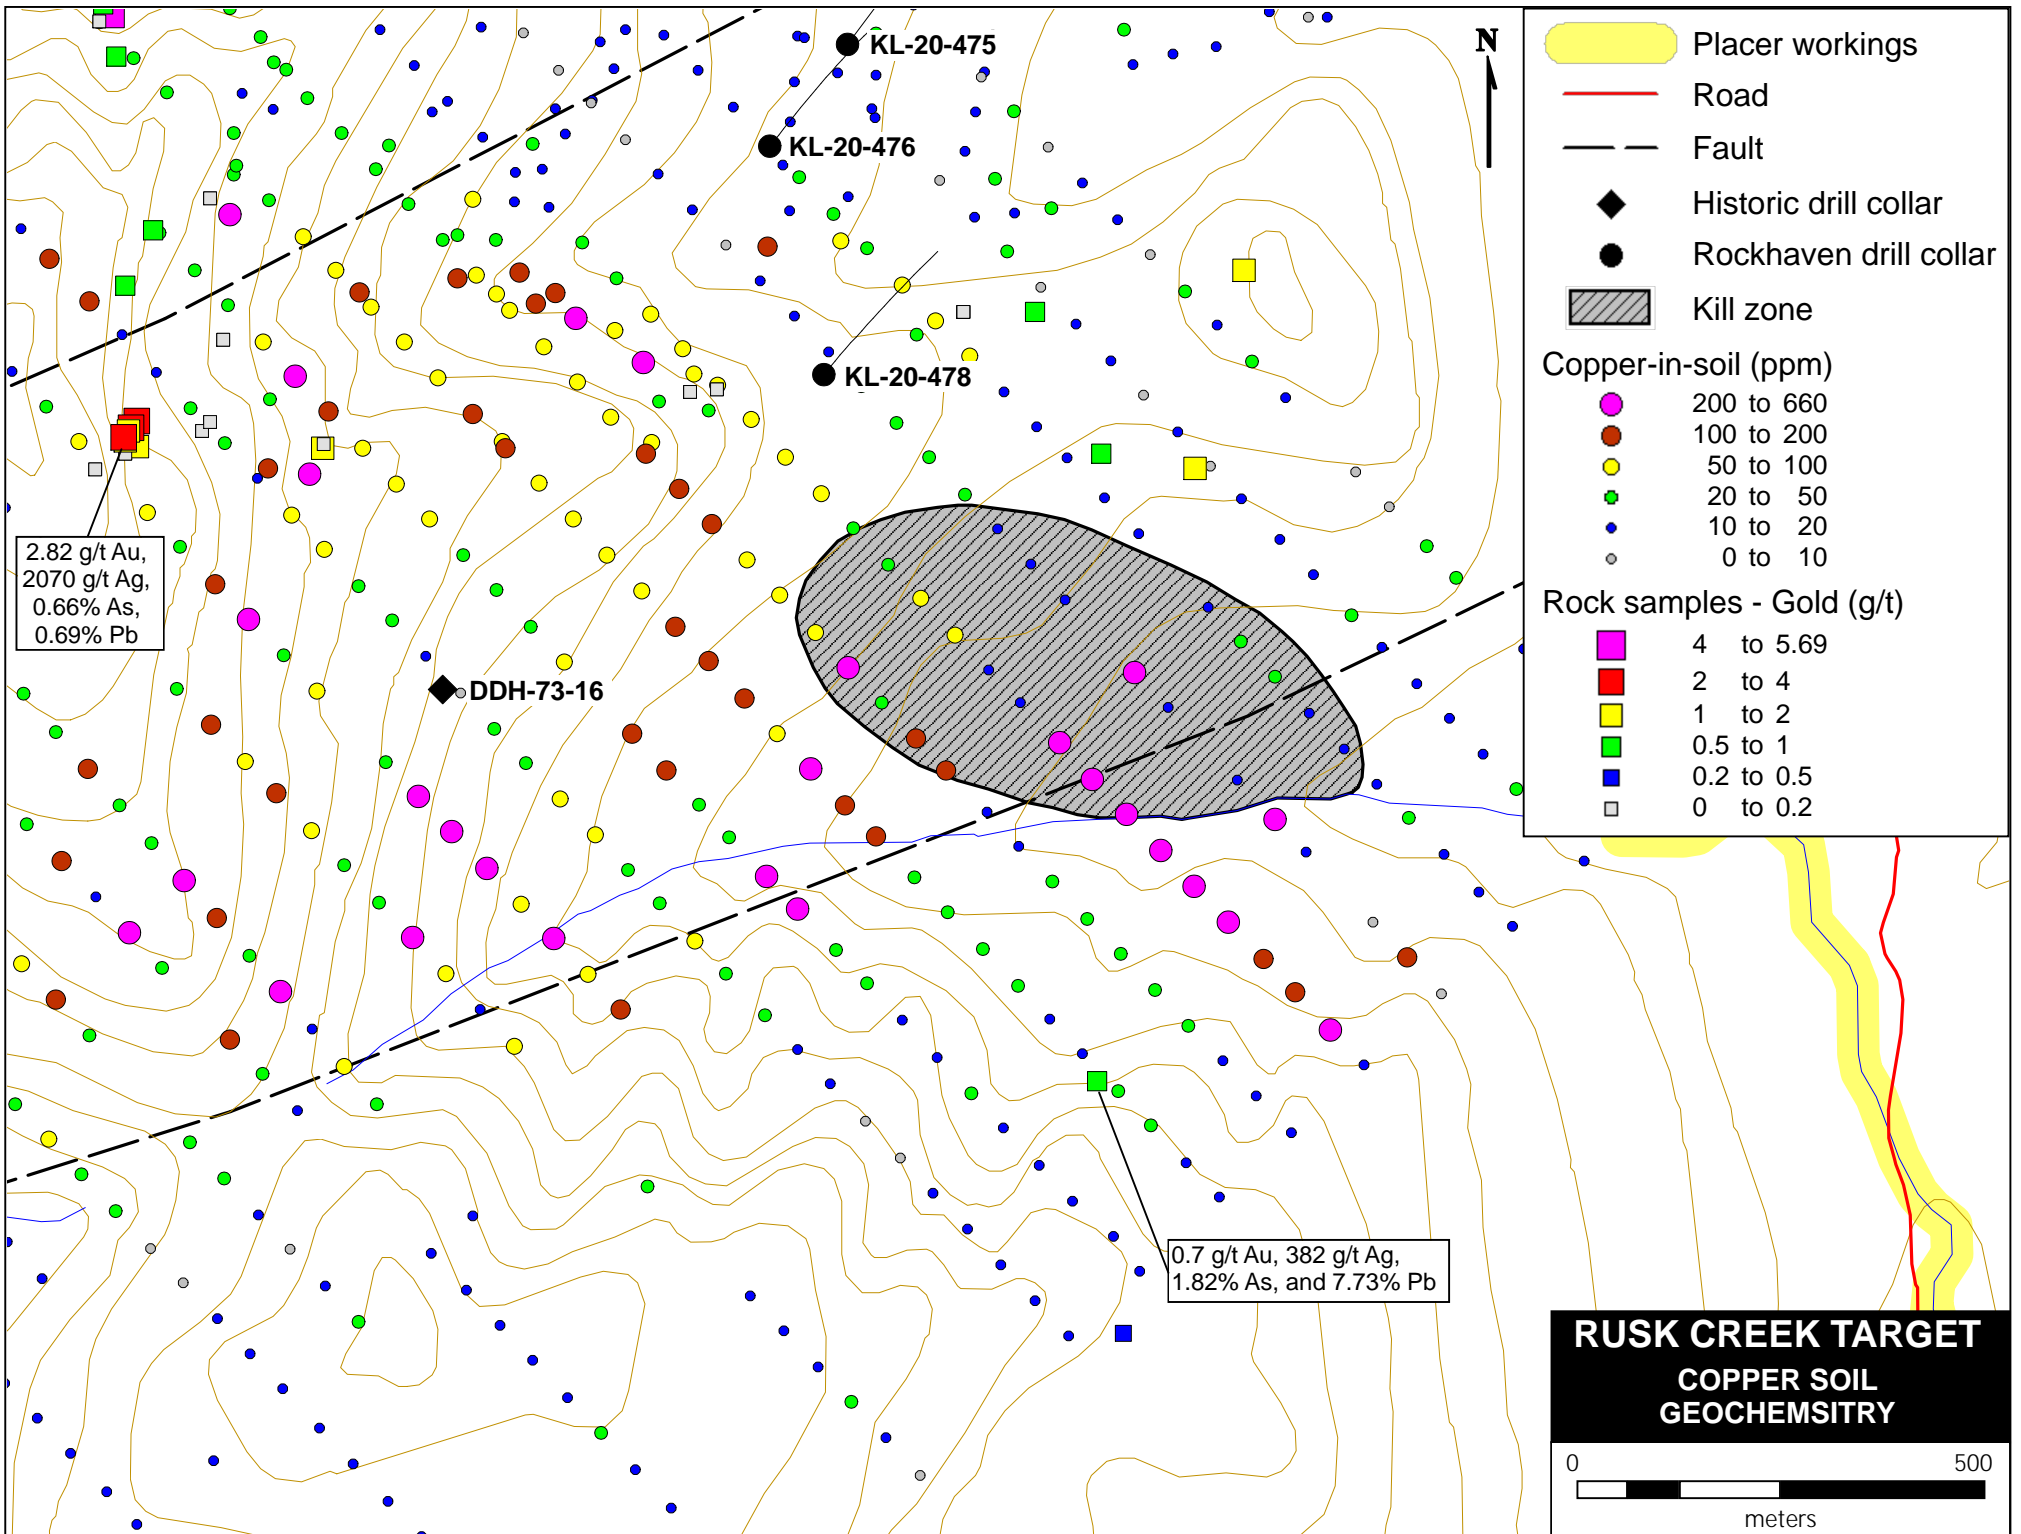 KL-20-475
KL-20-476
KL-20-478
2.82 g/t Au,
2070 g/t Ag,
0.66% As,
0.69% Pb
DDH-73-16
0.7 g/t Au, 382 g/t Ag,
1.82% As, and 7.73% Pb
N
Placer workings
Road
Fault
Historic drill collar
Rockhaven drill collar
Kill zone
Copper-in-soil (ppm)
200 to 660
100 to 200
50 to 100
20 to 50
10 to 20
0 to 10
Rock samples - Gold (g/t)
4 to 5.69
2 to 4
1 to 2
0.5 to 1
0.2 to 0.5
0 to 0.2
RUSK CREEK TARGET
COPPER SOIL
GEOCHEMSITRY
0 500
meters